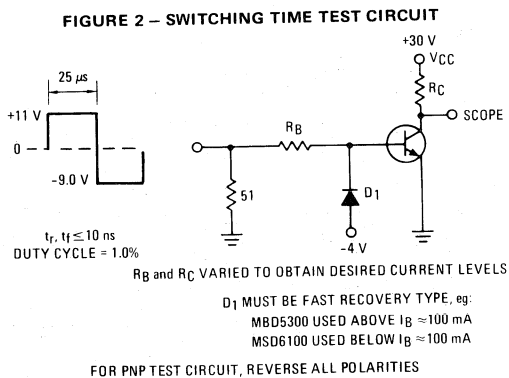 FIGURE 2 – SWITCHING TIME TEST CIRCUIT
+30 V
VCC
RC
SCOPE
25 μs
+11 V
0
-9.0 V
RB
51
D1
-4 V
tr, tf ≤ 10 ns
DUTY CYCLE = 1.0%
RB and RC VARIED TO OBTAIN DESIRED CURRENT LEVELS
D1 MUST BE FAST RECOVERY TYPE, eg:
MBD5300 USED ABOVE IB ≈ 100 mA
MSD6100 USED BELOW IB ≈ 100 mA
FOR PNP TEST CIRCUIT, REVERSE ALL POLARITIES